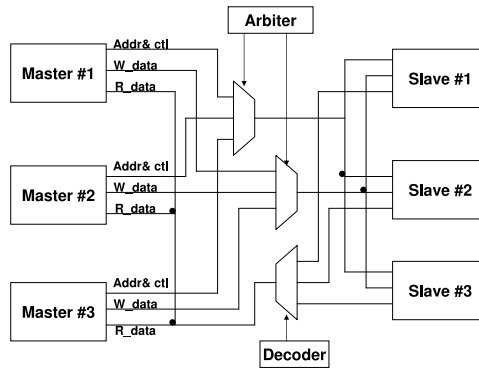 Arbiter
Addr& ctl
Master #1
W_data
R_data
Slave #1
Addr& ctl
Master #2
W_data
R_data
Slave #2
Addr& ctl
Master #3
W_data
R_data
Slave #3
Decoder